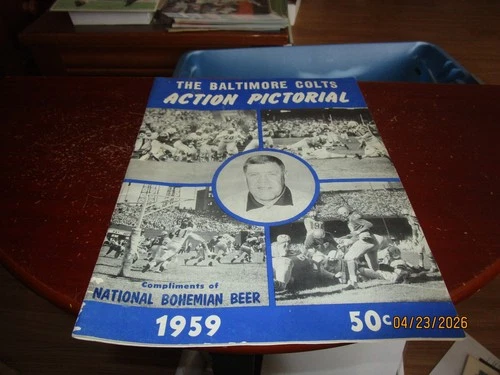 THE BALTIMORE COLTS
ACTION PICTORIAL
Compliments of
NATIONAL BOHEMIAN BEER
1959
50c
04/23/2026